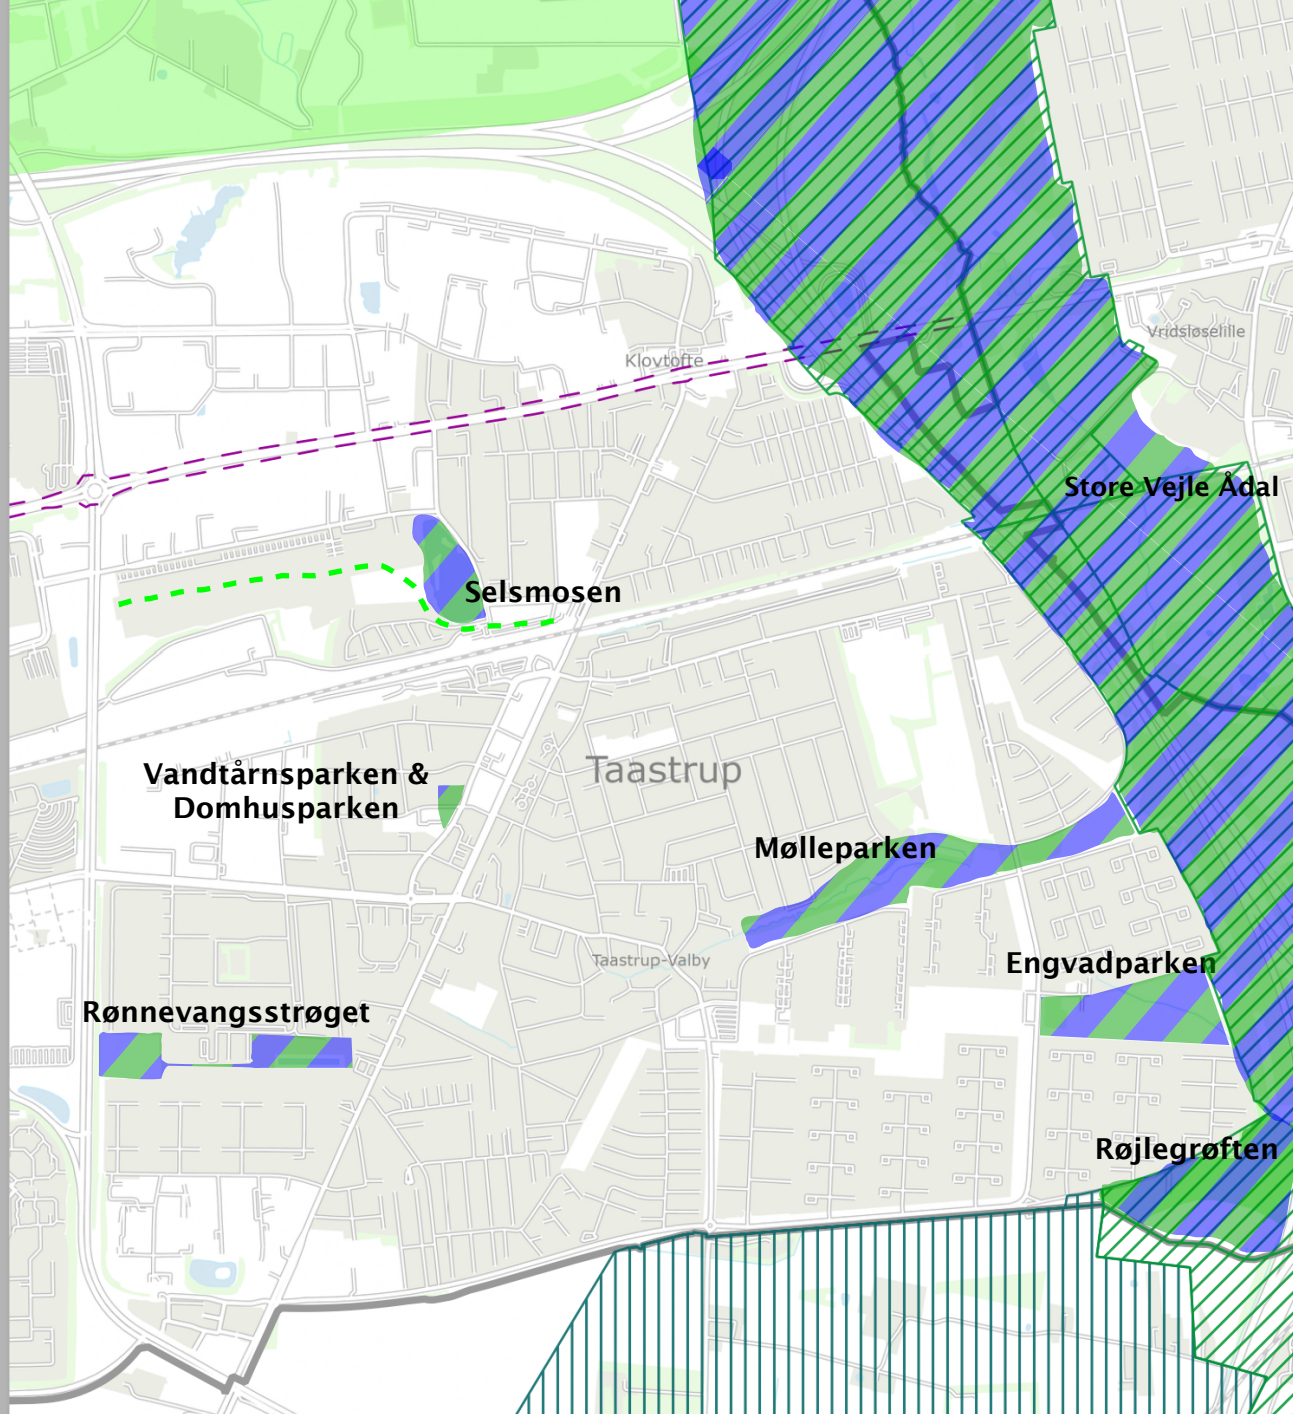 Vridsløselille
Klovtofte
Store Vejle Ådal
Selsmosen
Vandtårnsparken &
Domhusparken
Taastrup
Mølleparken
Taastrup-Valby
Engvadparken
Rønnevangsstrøget
Røjlegrøften